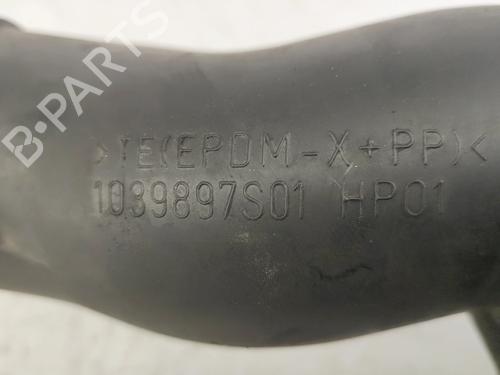 B-PARTS
>TE(EPDM-X+PP)<
1039897S01 HP01